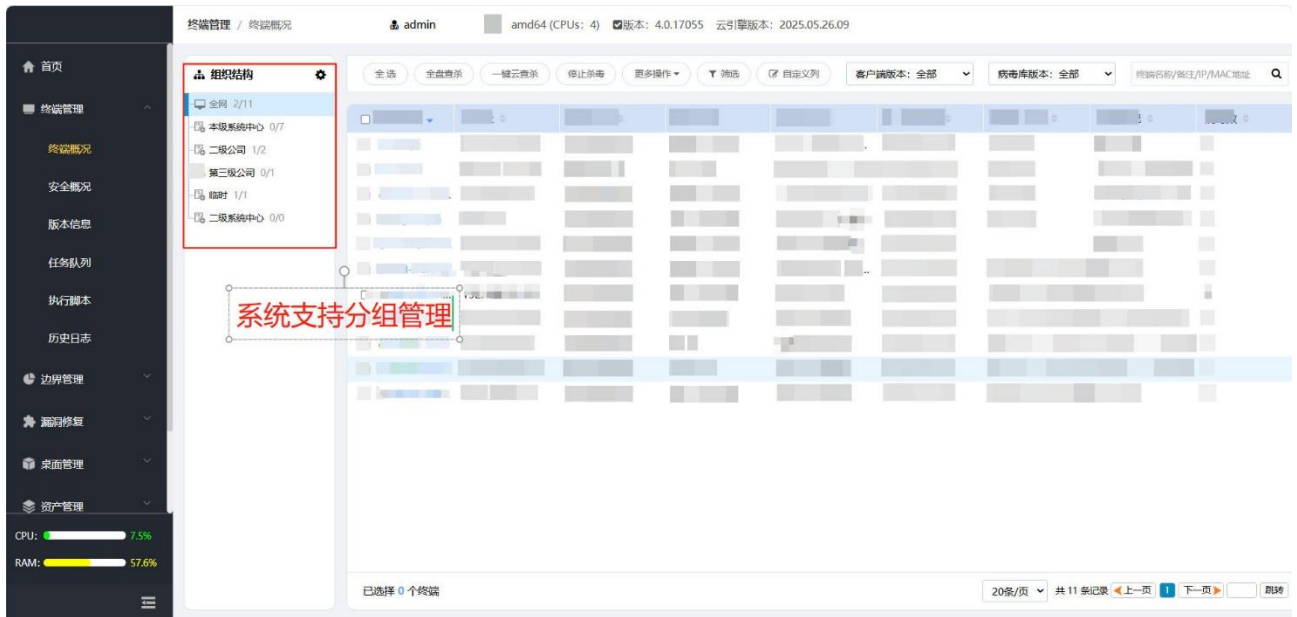 终端管理 / 终端概况
admin
amd64 (CPUs: 4)
版本: 4.0.17055
云引擎版本: 2025.05.26.09
首页
终端管理
终端概况
安全概况
版本信息
任务队列
执行脚本
历史日志
边界管理
漏洞修复
桌面管理
资产管理
CPU: 7.5%
RAM: 57.6%
组织结构
全网 2/11
本级系统中心 0/7
二级公司 1/2
第三级公司 0/1
临时 1/1
二级系统中心 0/0
系统支持分组管理
全选
全盘查杀
一键云查杀
停止杀毒
更多操作
筛选
自定义列
客户端版本: 全部
病毒库版本: 全部
终端名称/备注/IP/MAC地址
已选择 0 个终端
20条/页
共 11 条记录
上一页
1
下一页
跳转